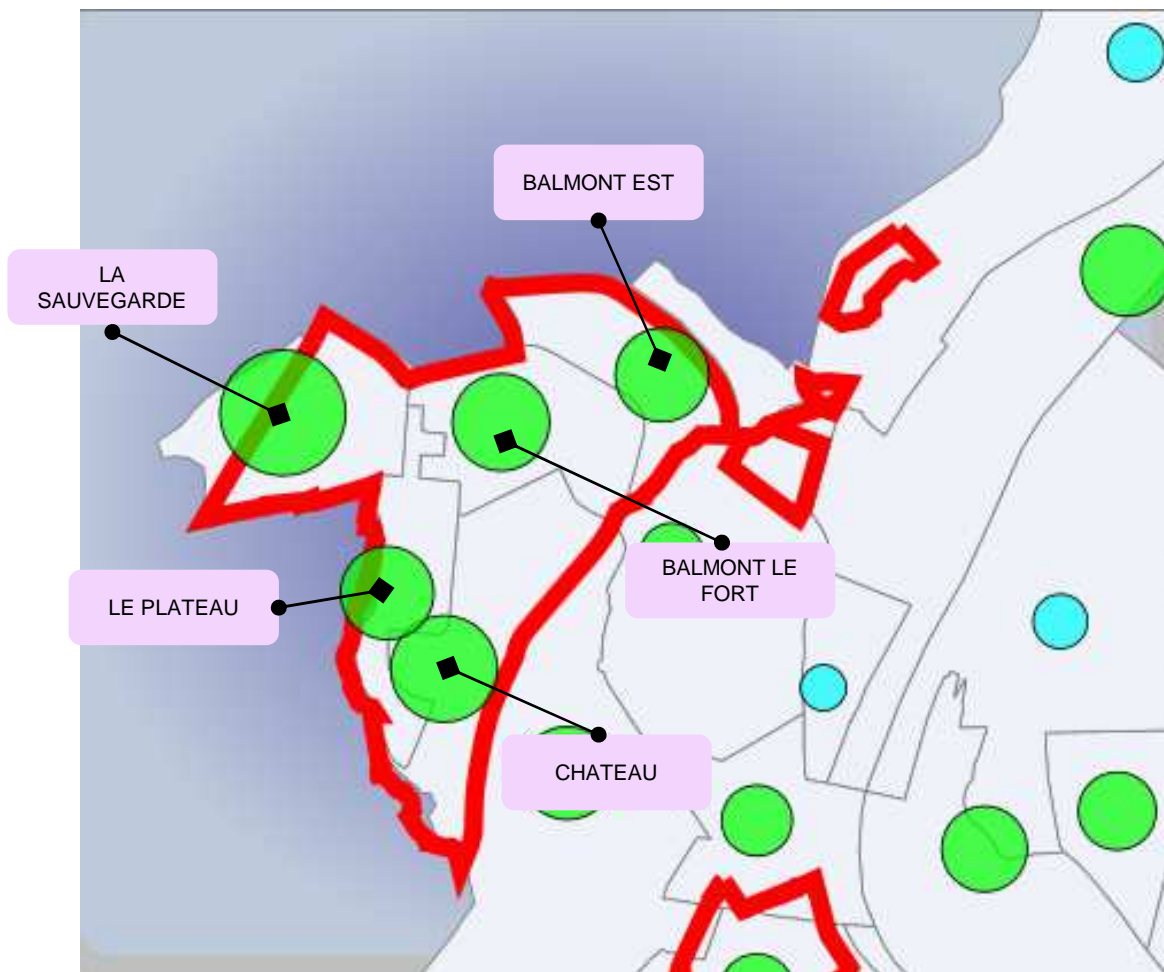 BALMONT EST
LA
SAUVEGARDE
BALMONT LE
FORT
LE PLATEAU
CHATEAU